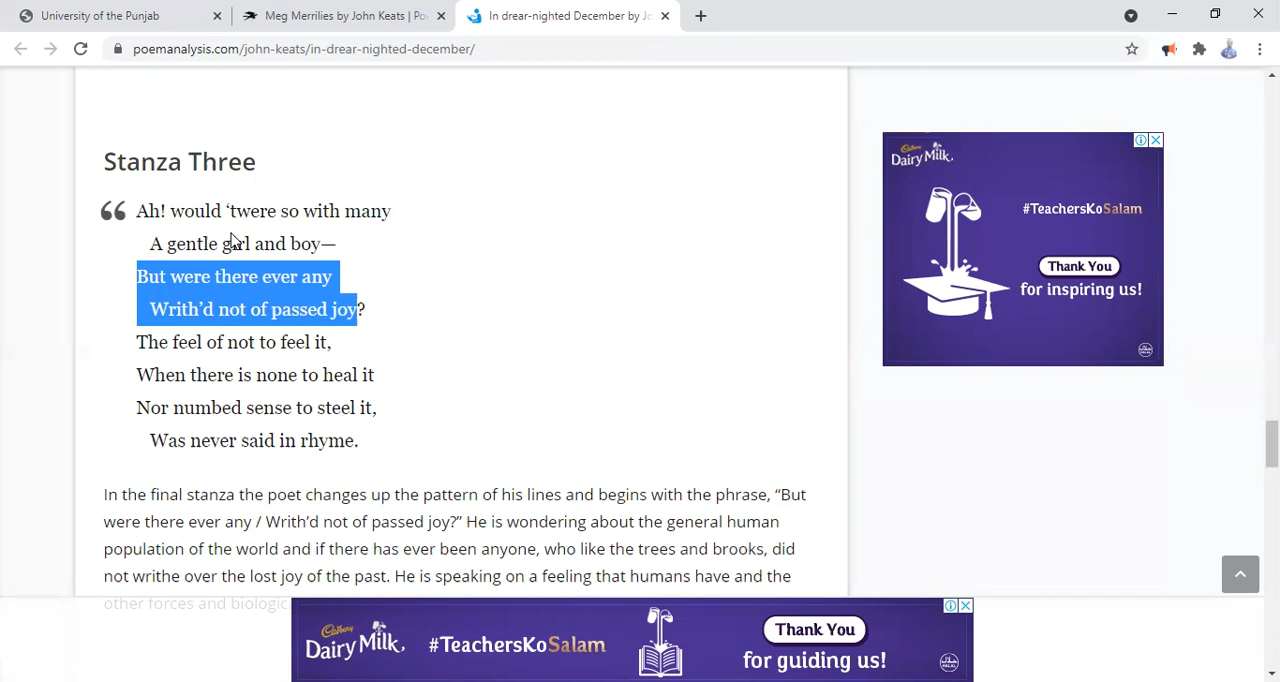 University of the Punjab
Meg Merrilies by John Keats | Po
In drear-nighted December by Jo
poemanalysis.com/john-keats/in-drear-nighted-december/
Stanza Three
“ Ah! would ‘twere so with many
A gentle girl and boy—
But were there ever any
Writh’d not of passed joy?
The feel of not to feel it,
When there is none to heal it
Nor numbed sense to steel it,
Was never said in rhyme.
In the final stanza the poet changes up the pattern of his lines and begins with the phrase, “But
were there ever any / Writh’d not of passed joy?” He is wondering about the general human
population of the world and if there has ever been anyone, who like the trees and brooks, did
not writhe over the lost joy of the past. He is speaking on a feeling that humans have and the
other forces and biologic
Cadbury
Dairy Milk
#TeachersKoSalam
Thank You
for inspiring us!
Cadbury
Dairy Milk
#TeachersKoSalam
Thank You
for guiding us!